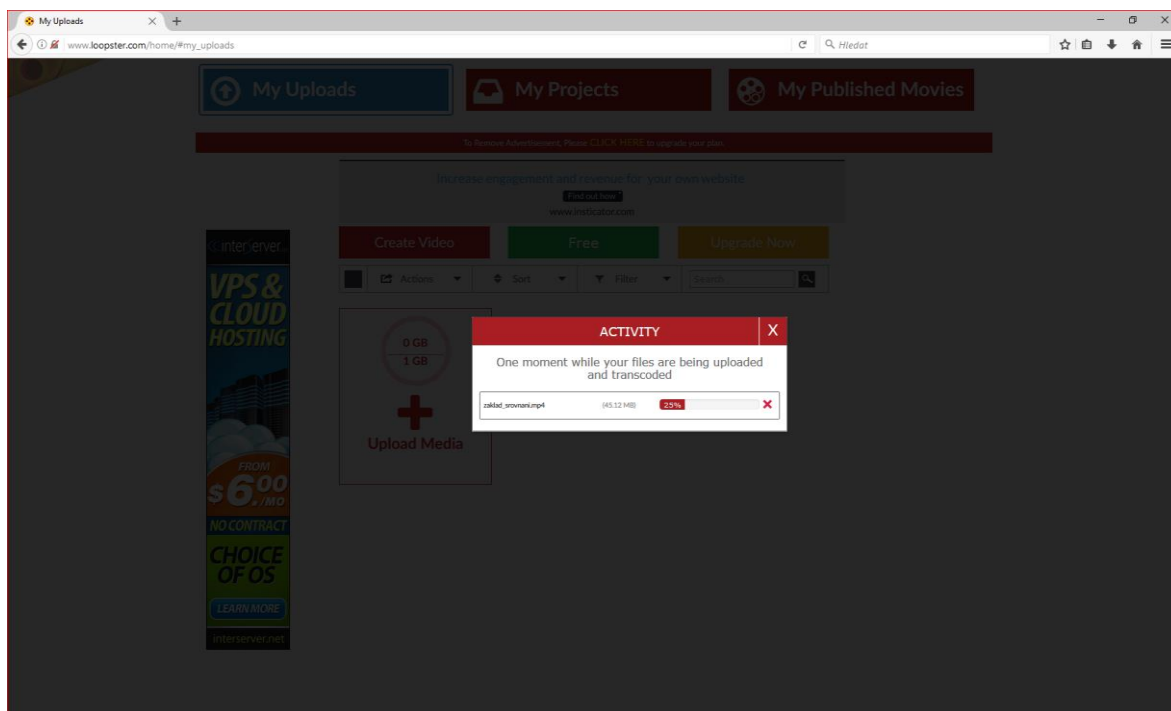 My Uploads
www.loopster.com/home/#my_uploads
Hledat
My Uploads
My Projects
My Published Movies
To Remove Advertisement, Please CLICK HERE to upgrade your plan.
Increase engagement and revenue for your own website
Find out how
www.insticator.com
interserver
VPS &
CLOUD
HOSTING
FROM
$6.00
/MO
NO CONTRACT
CHOICE
OF OS
LEARN MORE
interserver.net
Create Video
Free
Upgrade Now
Actions
Sort
Filter
Search
0 GB
1 GB
Upload Media
ACTIVITY
X
One moment while your files are being uploaded
and transcoded
zaklad_srovnani.mp4 (45.12 MB) 25%